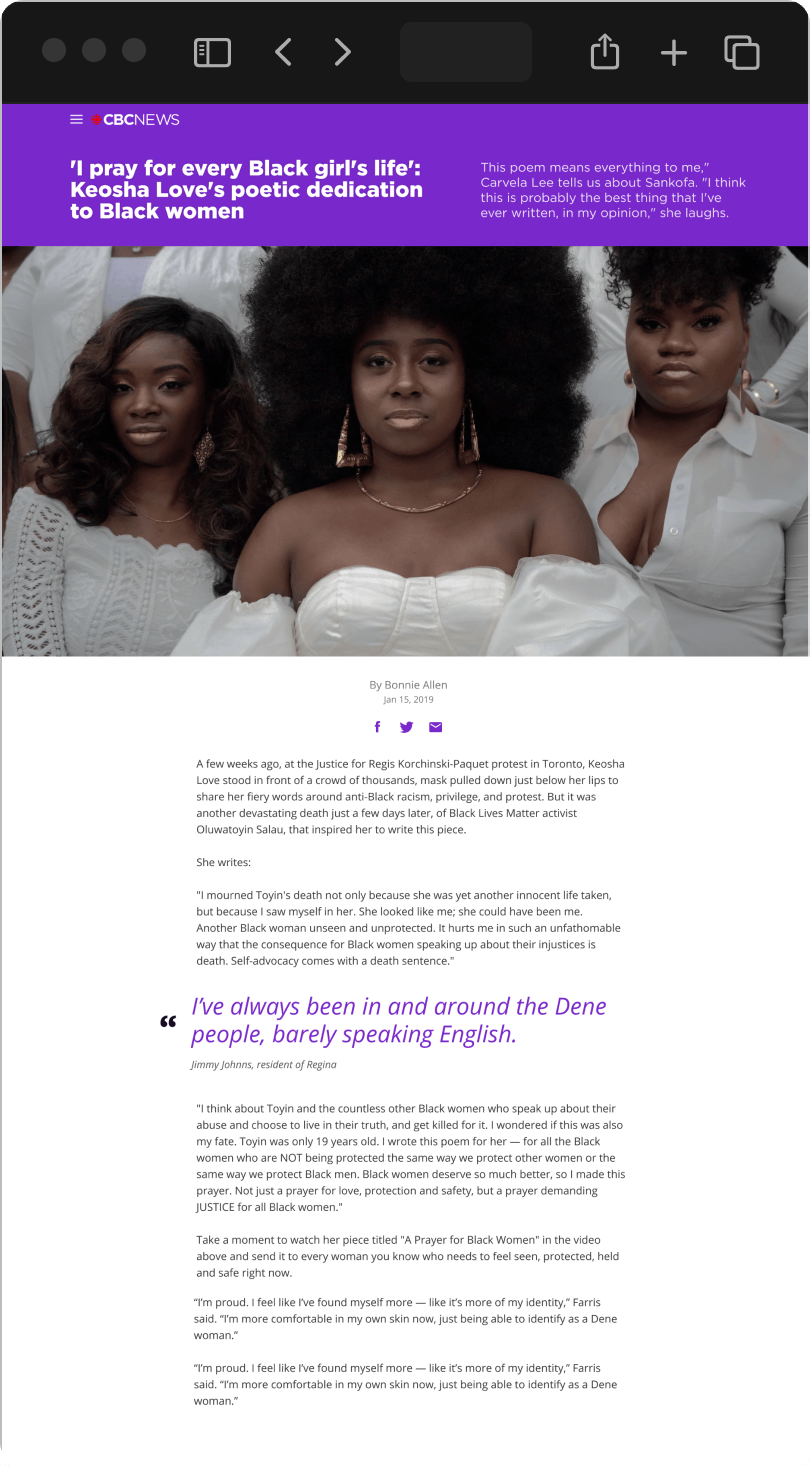 CBCNEWS
'I pray for every Black girl's life':
Keosha Love's poetic dedication
to Black women
This poem means everything to me,"
Carvela Lee tells us about Sankofa. "I think
this is probably the best thing that I've
ever written, in my opinion," she laughs.
By Bonnie Allen
Jan 15, 2019
A few weeks ago, at the Justice for Regis Korchinski-Paquet protest in Toronto, Keosha
Love stood in front of a crowd of thousands, mask pulled down just below her lips to
share her fiery words around anti-Black racism, privilege, and protest. But it was
another devastating death just a few days later, of Black Lives Matter activist
Oluwatoyin Salau, that inspired her to write this piece.
She writes:
"I mourned Toyin's death not only because she was yet another innocent life taken,
but because I saw myself in her. She looked like me; she could have been me.
Another Black woman unseen and unprotected. It hurts me in such an unfathomable
way that the consequence for Black women speaking up about their injustices is
death. Self-advocacy comes with a death sentence."
“ I’ve always been in and around the Dene
people, barely speaking English.
Jimmy Johnns, resident of Regina
"I think about Toyin and the countless other Black women who speak up about their
abuse and choose to live in their truth, and get killed for it. I wondered if this was also
my fate. Toyin was only 19 years old. I wrote this poem for her — for all the Black
women who are NOT being protected the same way we protect other women or the
same way we protect Black men. Black women deserve so much better, so I made this
prayer. Not just a prayer for love, protection and safety, but a prayer demanding
JUSTICE for all Black women."
Take a moment to watch her piece titled "A Prayer for Black Women" in the video
above and send it to every woman you know who needs to feel seen, protected, held
and safe right now.
“I’m proud. I feel like I’ve found myself more — like it’s more of my identity,” Farris
said. “I’m more comfortable in my own skin now, just being able to identify as a Dene
woman.”
“I’m proud. I feel like I’ve found myself more — like it’s more of my identity,” Farris
said. “I’m more comfortable in my own skin now, just being able to identify as a Dene
woman.”